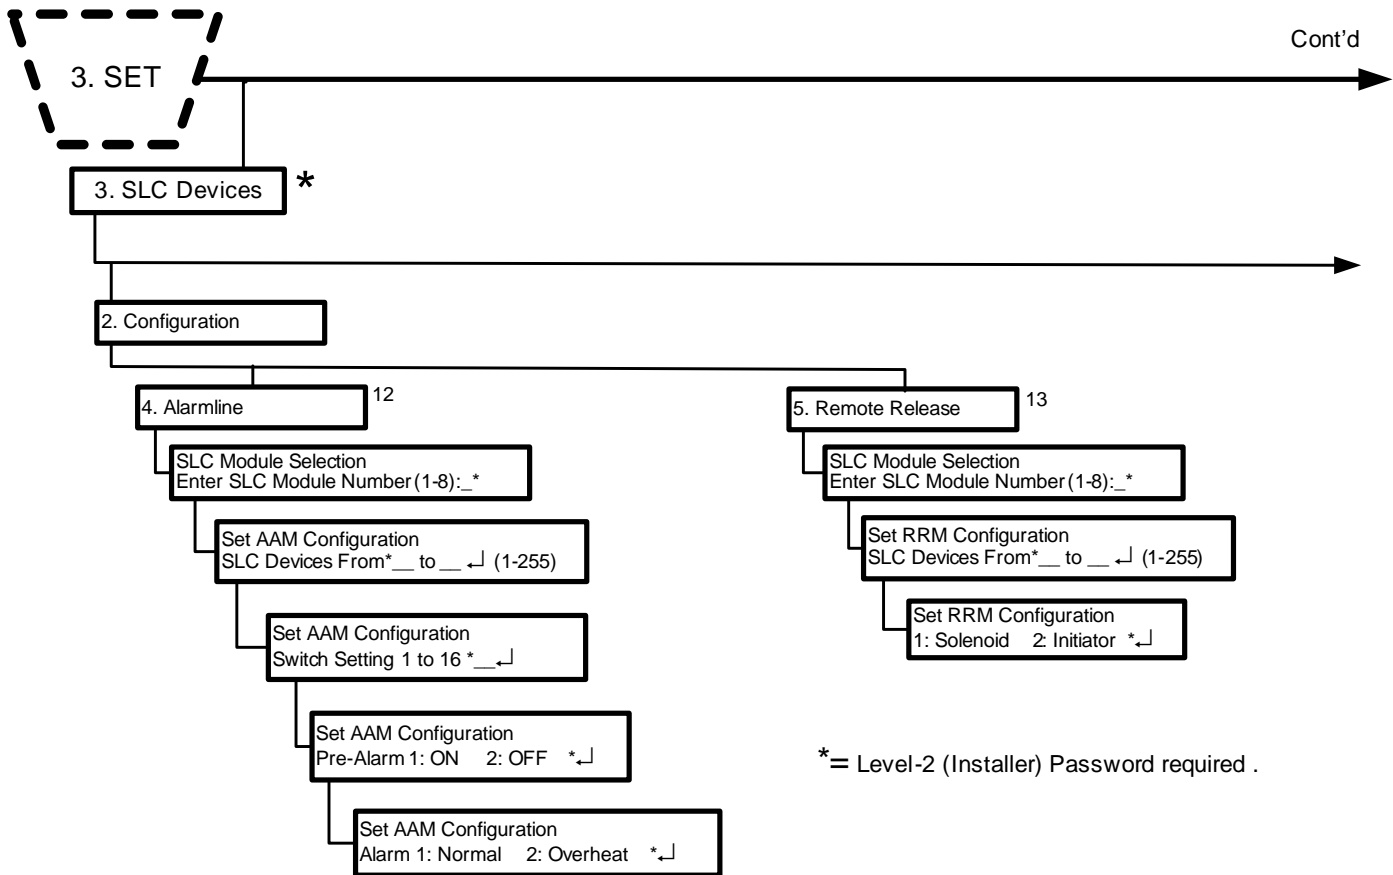 Cont'd
3. SET
3. SLC Devices *
2. Configuration
4. Alarmline 12
SLC Module Selection
Enter SLC Module Number (1-8):_*
Set AAM Configuration
SLC Devices From*__ to __ ↵ (1-255)
Set AAM Configuration
Switch Setting 1 to 16 *__↵
Set AAM Configuration
Pre-Alarm 1: ON 2: OFF *↵
Set AAM Configuration
Alarm 1: Normal 2: Overheat *↵
5. Remote Release 13
SLC Module Selection
Enter SLC Module Number (1-8):_*
Set RRM Configuration
SLC Devices From*__ to __ ↵ (1-255)
Set RRM Configuration
1: Solenoid 2: Initiator *↵
*= Level-2 (Installer) Password required .